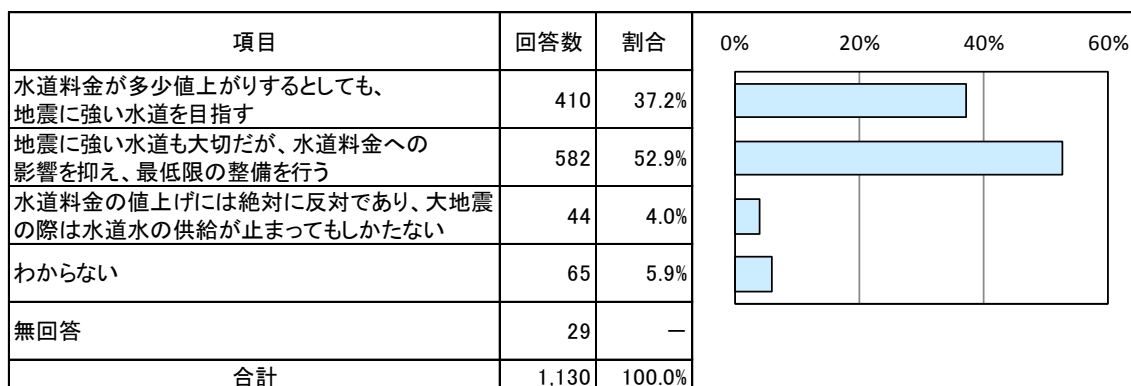 項目 回答数 割合
水道料金が多少値上がりするとしても、
地震に強い水道を目指す 410 37.2%
地震に強い水道も大切だが、水道料金への
影響を抑え、最低限の整備を行う 582 52.9%
水道料金の値上げには絶対に反対であり、大地震
の際は水道水の供給が止まってもしかたない 44 4.0%
わからない 65 5.9%
無回答 29 ―
合計 1,130 100.0%
0% 20% 40% 60%